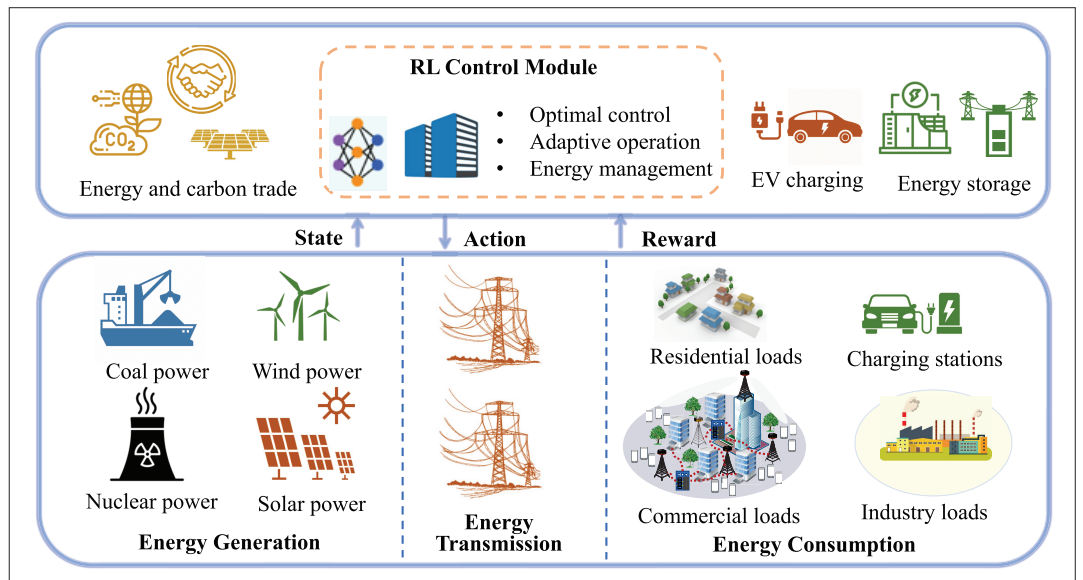 RL Control Module
• Optimal control
• Adaptive operation
• Energy management
CO2
Energy and carbon trade
EV charging
Energy storage
State
Action
Reward
Coal power
Wind power
Nuclear power
Solar power
Energy Generation
Energy
Transmission
Residential loads
Charging stations
Commercial loads
Industry loads
Energy Consumption